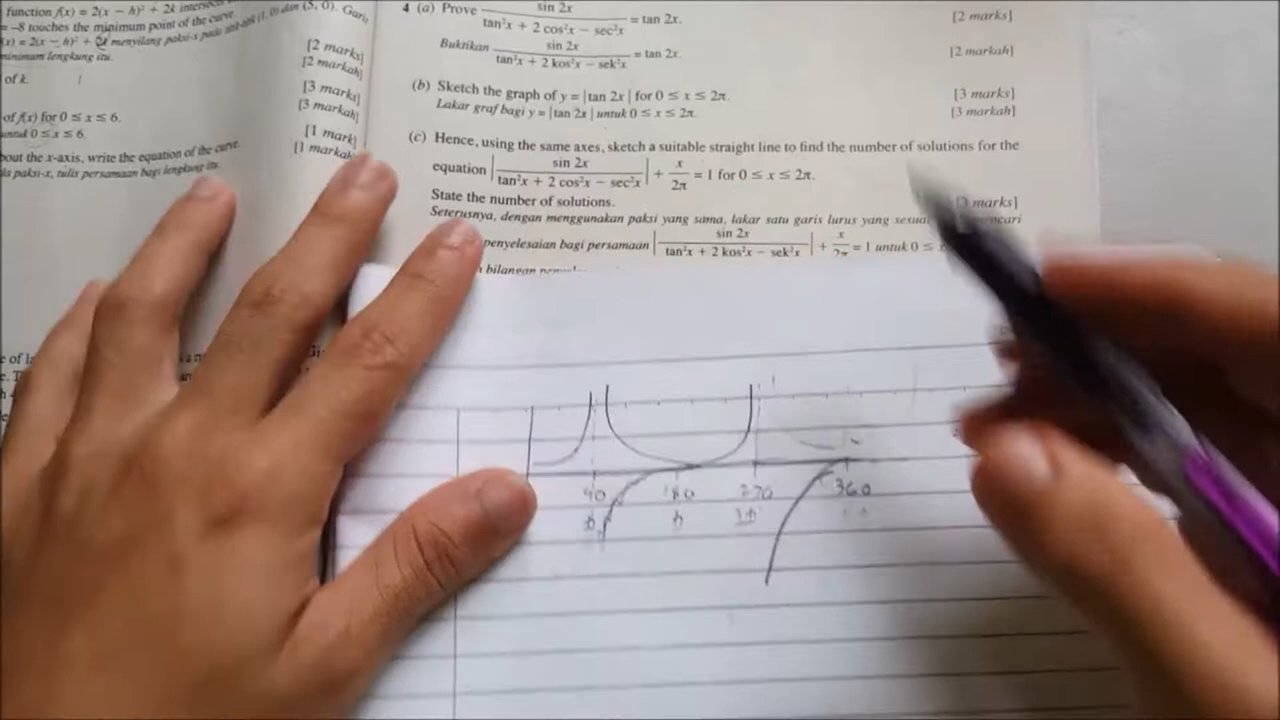 function f(x) = 2(x − h)² + 2k intersects
= −8 touches the minimum point of the curve.
(x) = 2(x − h)² + 2k menyilang paksi-x pada (1, 0) dan (5, 0). Garis
minimum lengkung itu.
[2 marks]
[2 markah]
of k.
[3 marks]
[3 markah]
of f(x) for 0 ≤ x ≤ 6.
untuk 0 ≤ x ≤ 6.
[1 mark]
[1 markah]
bout the x-axis, write the equation of the curve.
paksi-x, tulis persamaan bagi lengkung itu.
4 (a) Prove sin 2x / tan²x + 2 cos²x − sec²x = tan 2x. [2 marks]
Buktikan sin 2x / tan²x + 2 kos²x − sek²x = tan 2x. [2 markah]
(b) Sketch the graph of y = |tan 2x| for 0 ≤ x ≤ 2π. [3 marks]
Lakar graf bagi y = |tan 2x| untuk 0 ≤ x ≤ 2π. [3 markah]
(c) Hence, using the same axes, sketch a suitable straight line to find the number of solutions for the
equation |sin 2x / tan²x + 2 cos²x − sec²x| + x/2π = 1 for 0 ≤ x ≤ 2π.
State the number of solutions. [3 marks]
Seterusnya, dengan menggunakan paksi yang sama, lakar satu garis lurus yang sesuai mencari
penyelesaian bagi persamaan |sin 2x / tan²x + 2 kos²x − sek²x| + x/2π = 1 untuk 0 ≤
bilangan
90 180 270 360